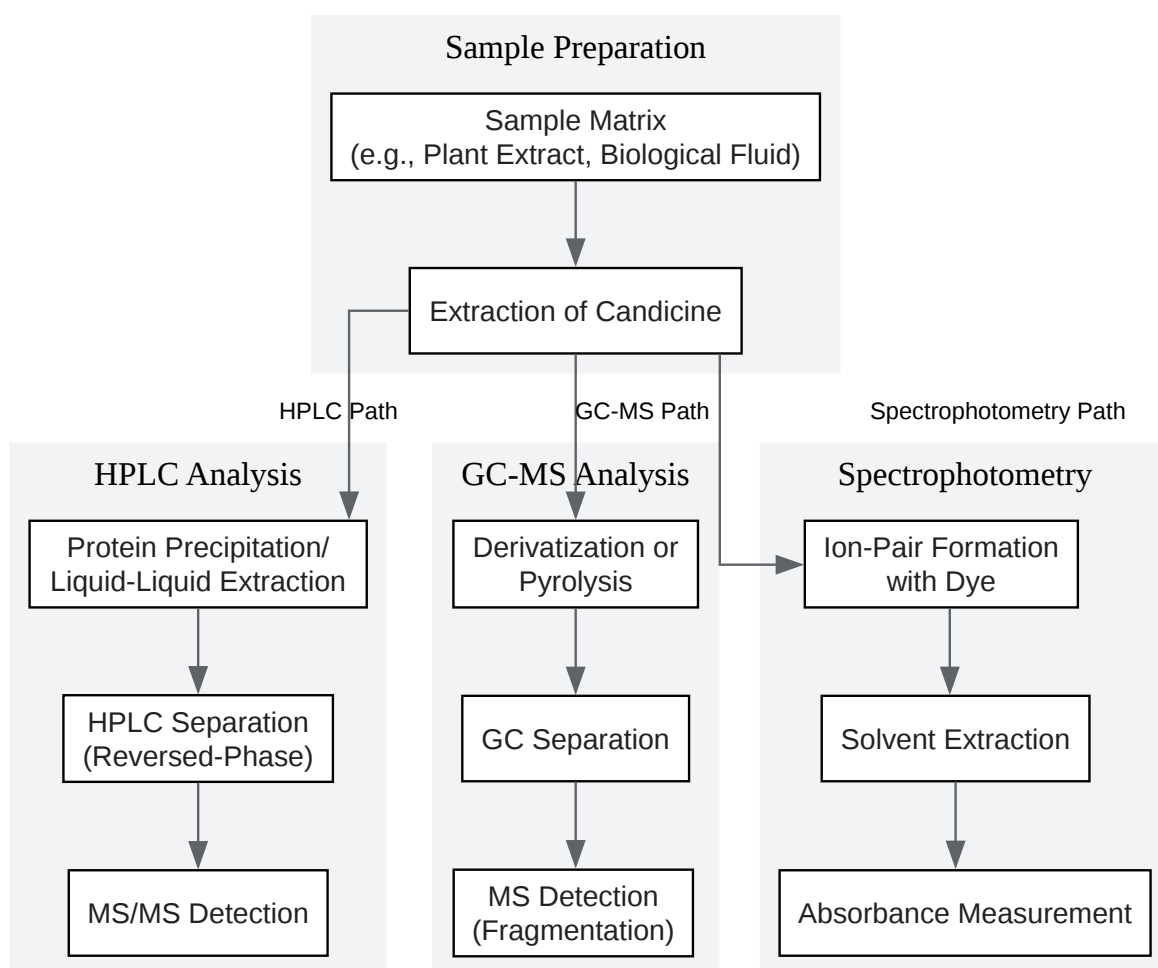 Sample Preparation
Sample Matrix
(e.g., Plant Extract, Biological Fluid)
Extraction of Candicine
HPLC Path
GC-MS Path
Spectrophotometry Path
HPLC Analysis
Protein Precipitation/
Liquid-Liquid Extraction
HPLC Separation
(Reversed-Phase)
MS/MS Detection
GC-MS Analysis
Derivatization or
Pyrolysis
GC Separation
MS Detection
(Fragmentation)
Spectrophotometry
Ion-Pair Formation
with Dye
Solvent Extraction
Absorbance Measurement